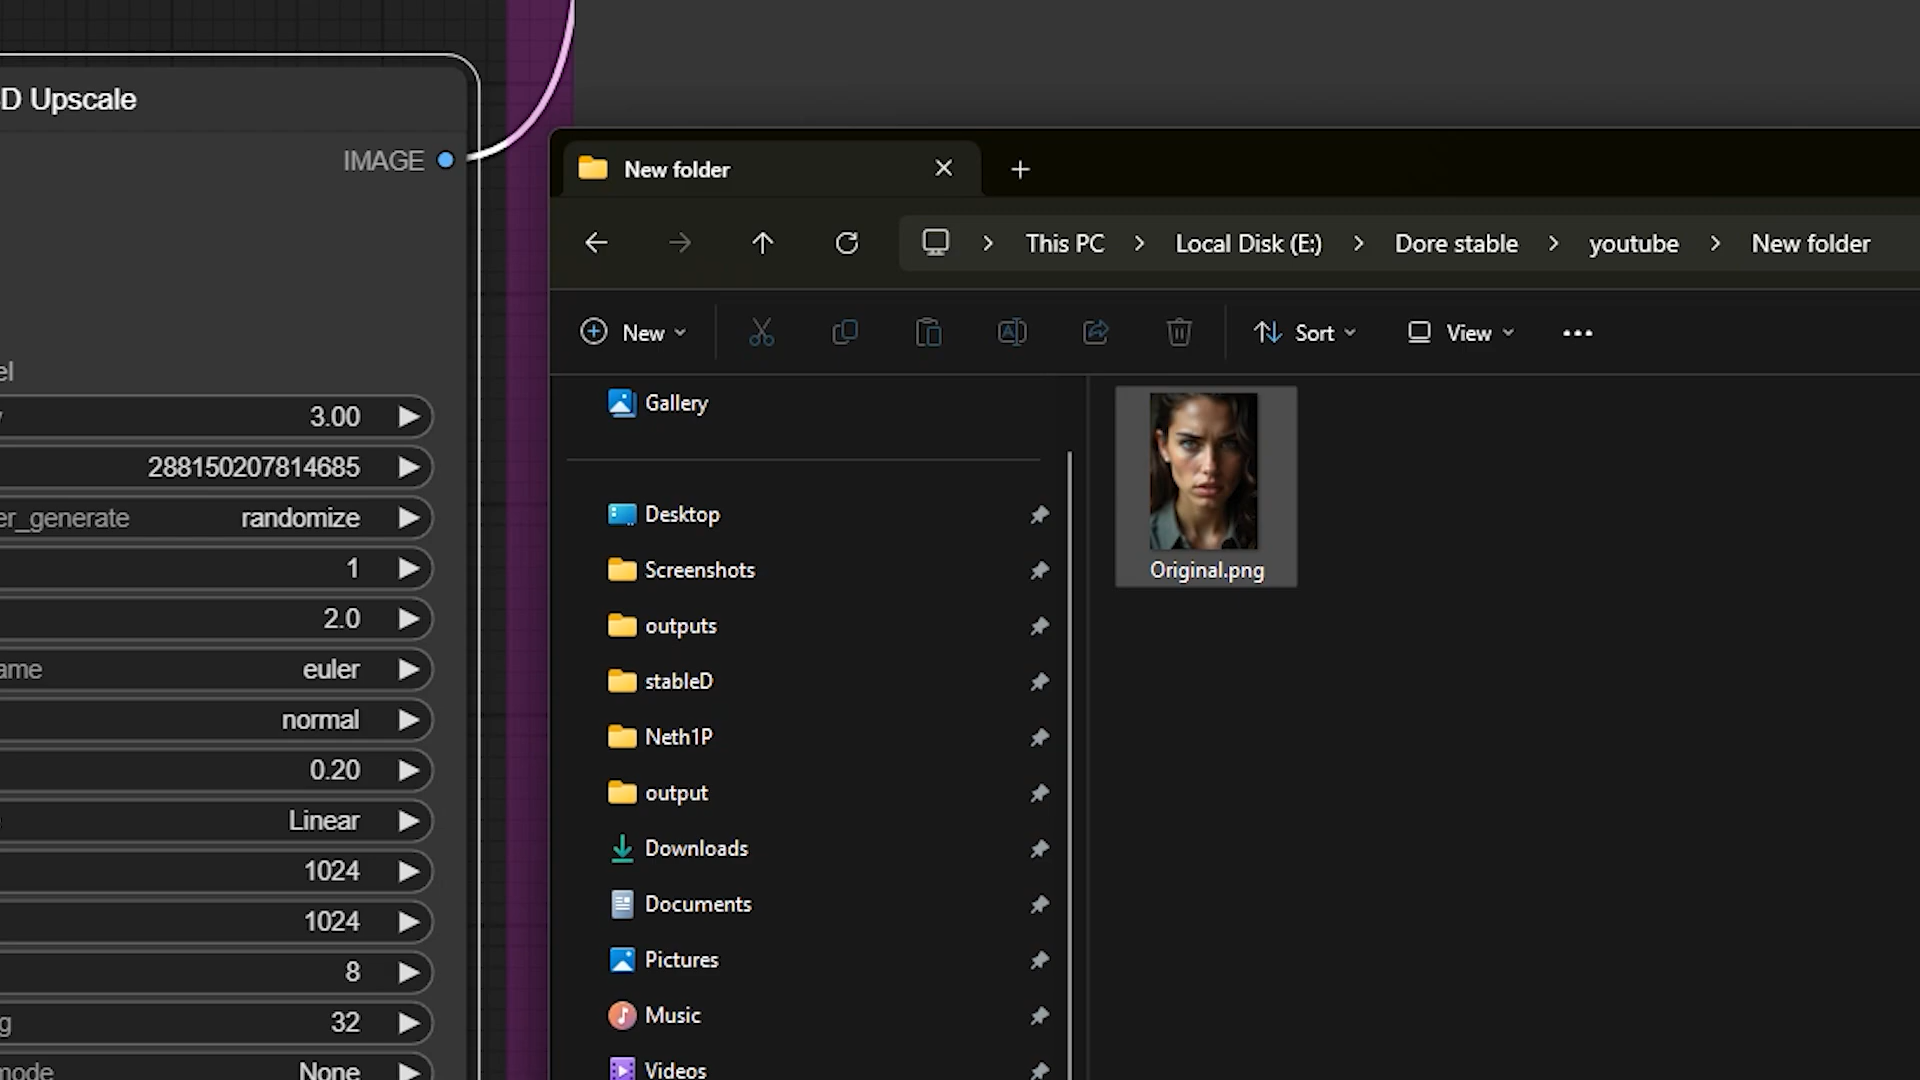 D Upscale
IMAGE
el
3.00
288150207814685
er_generate randomize
1
2.0
ame euler
normal
0.20
Linear
1024
1024
8
g 32
mode None
New folder
This PC > Local Disk (E:) > Dore stable > youtube > New folder
New Sort View
Gallery
Desktop
Screenshots
outputs
stableD
Neth1P
output
Downloads
Documents
Pictures
Music
Videos
Original.png